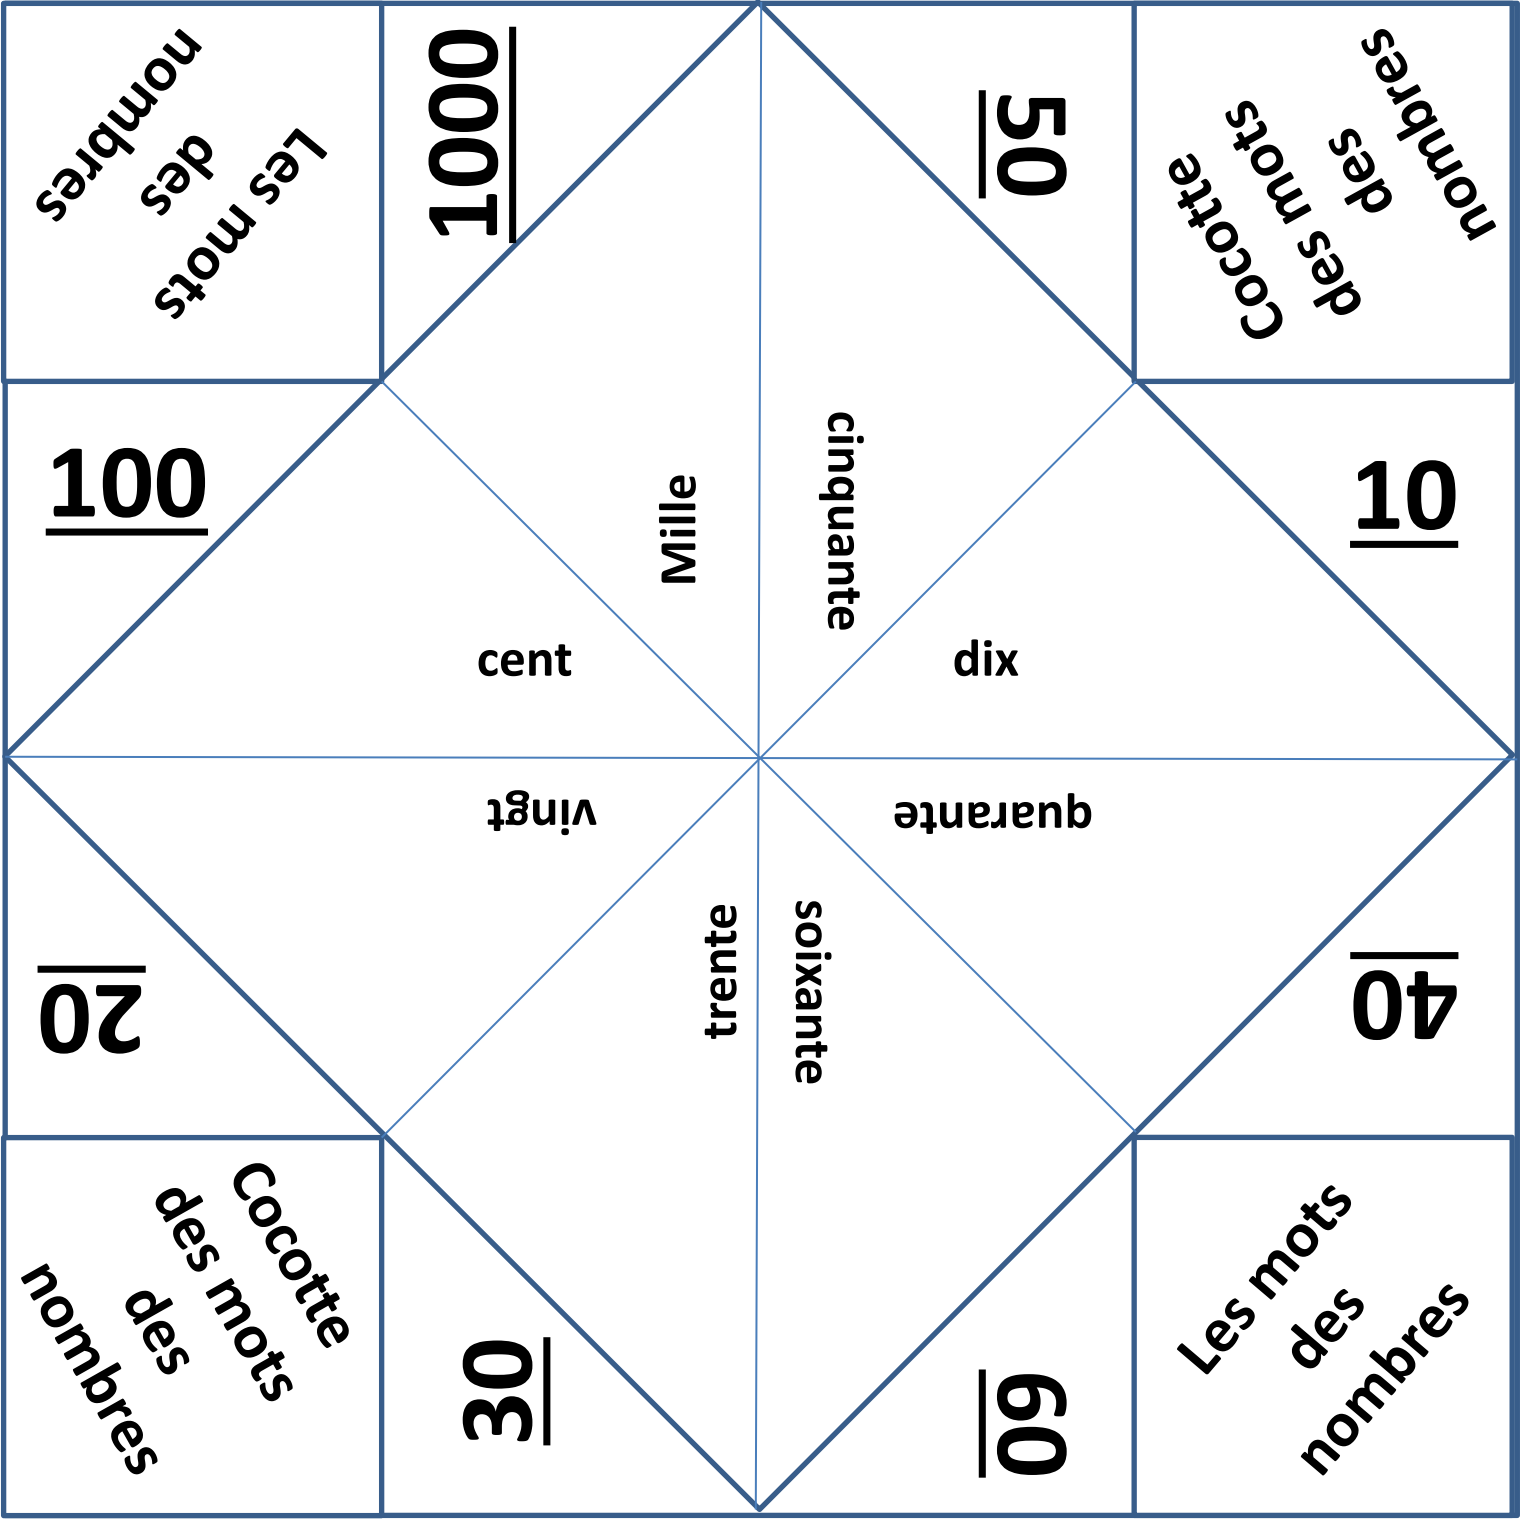 Les mots
des
nombres
1000
50
Cocotte
des mots
des
nombres
100
Mille
cinquante
10
cent
dix
vingt
quarante
20
trente
soixante
40
Cocotte
des mots
des
nombres
30
60
Les mots
des
nombres